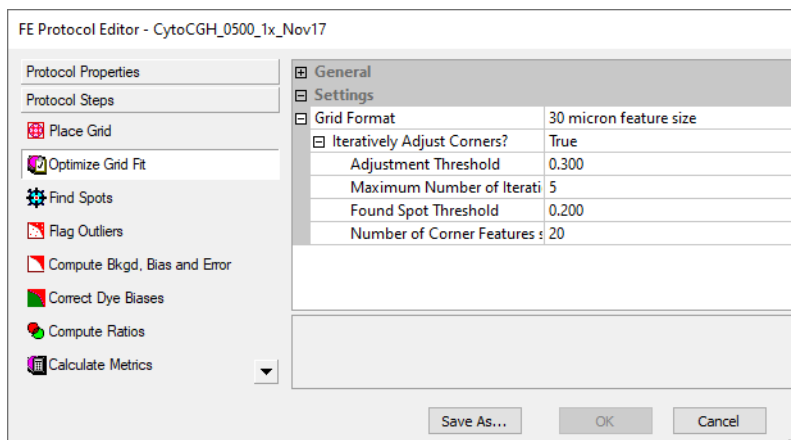 FE Protocol Editor - CytoCGH_0500_1x_Nov17
Protocol Properties
Protocol Steps
Place Grid
Optimize Grid Fit
Find Spots
Flag Outliers
Compute Bkgd, Bias and Error
Correct Dye Biases
Compute Ratios
Calculate Metrics
General
Settings
Grid Format 30 micron feature size
Iteratively Adjust Corners? True
Adjustment Threshold 0.300
Maximum Number of Iterati 5
Found Spot Threshold 0.200
Number of Corner Features s 20
Save As... OK Cancel